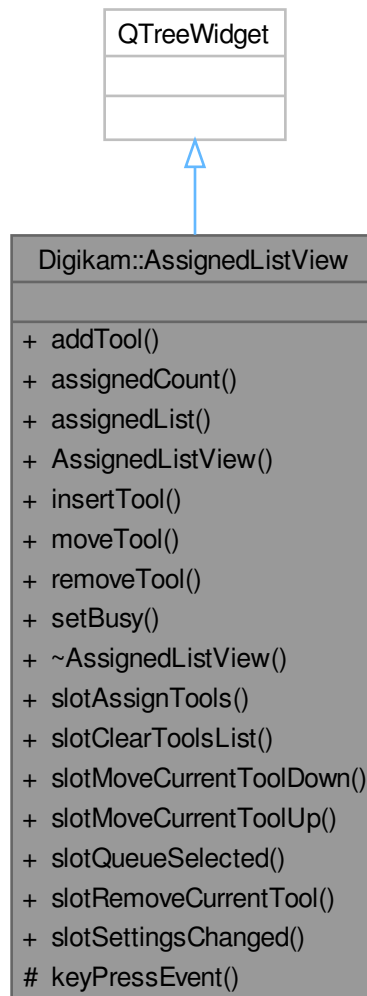 QTreeWidget
Digikam::AssignedListView
+ addTool()
+ assignedCount()
+ assignedList()
+ AssignedListView()
+ insertTool()
+ moveTool()
+ removeTool()
+ setBusy()
+ ~AssignedListView()
+ slotAssignTools()
+ slotClearToolsList()
+ slotMoveCurrentToolDown()
+ slotMoveCurrentToolUp()
+ slotQueueSelected()
+ slotRemoveCurrentTool()
+ slotSettingsChanged()
# keyPressEvent()